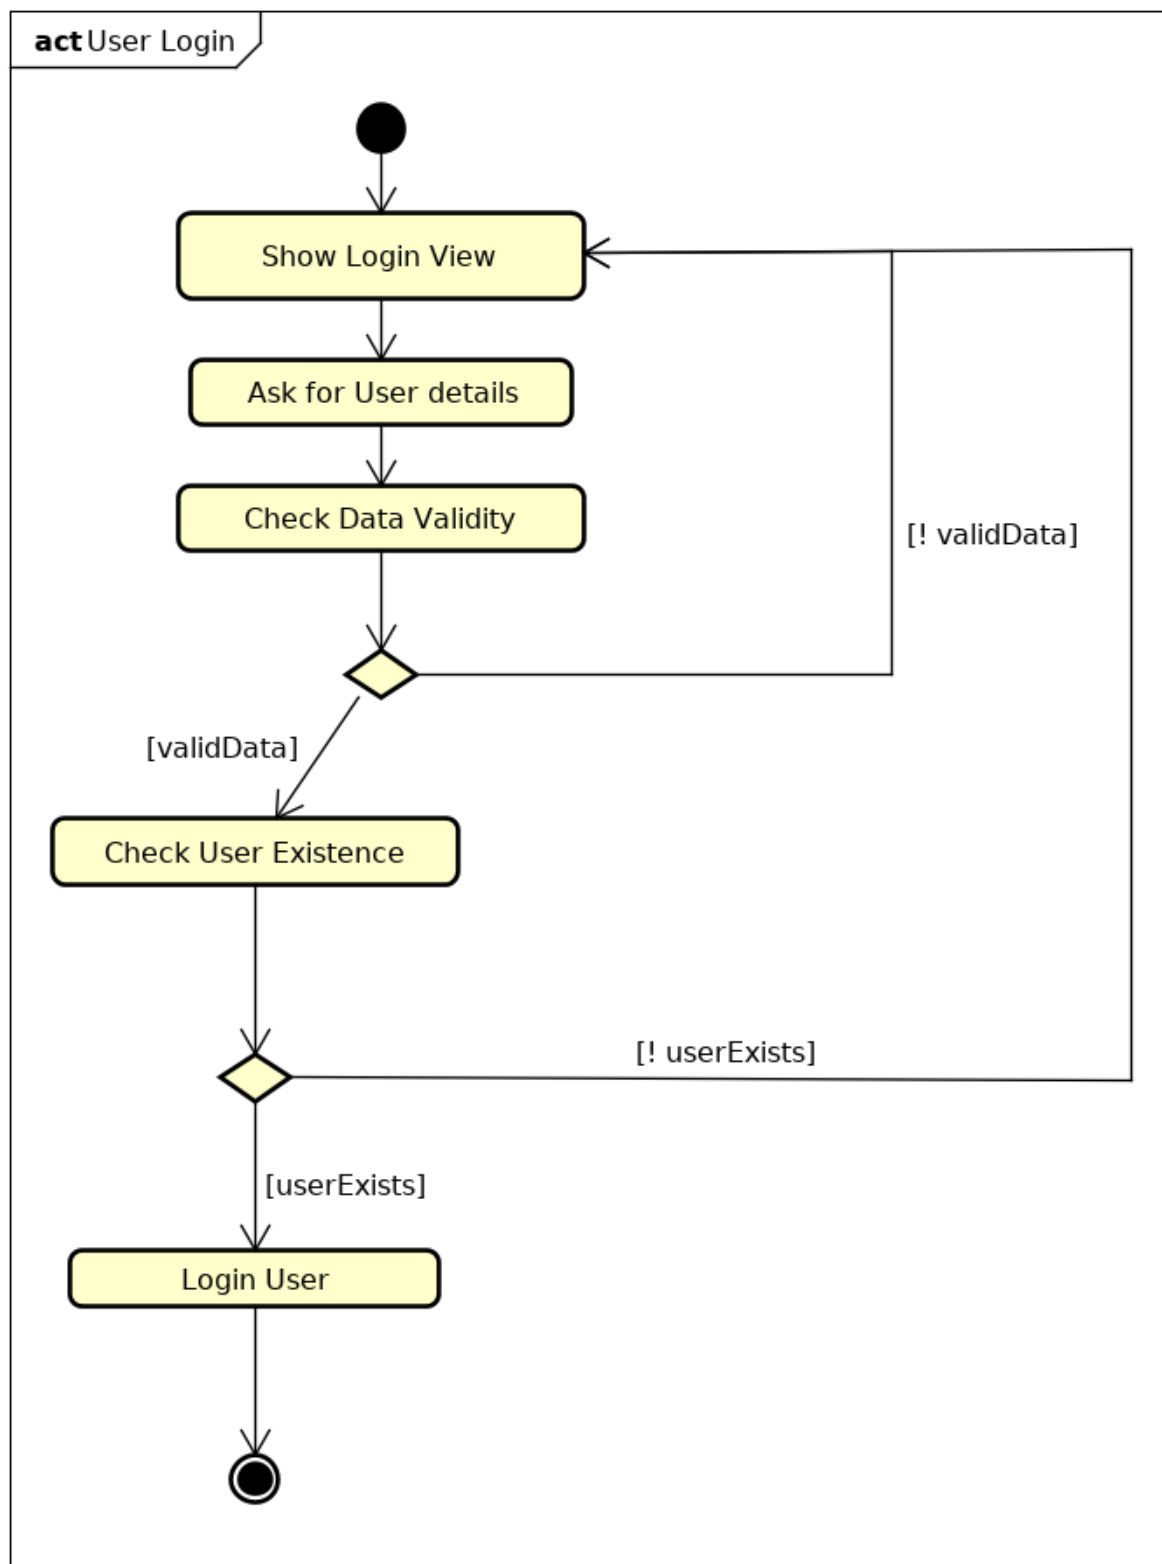 act User Login
Show Login View
Ask for User details
Check Data Validity
[! validData]
[validData]
Check User Existence
[! userExists]
[userExists]
Login User